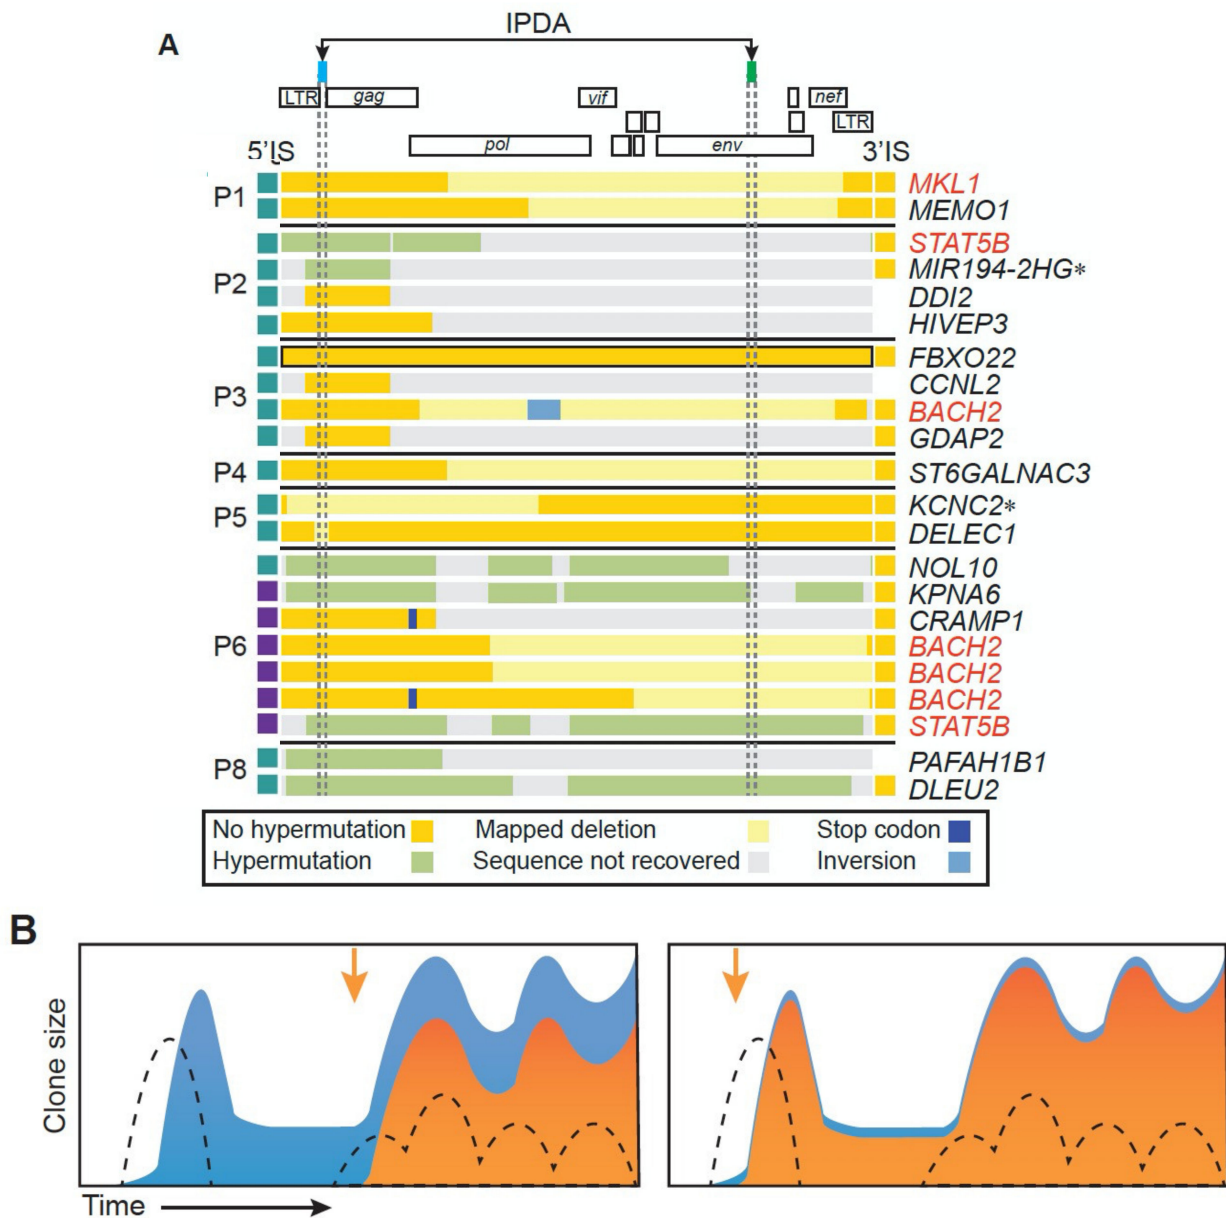 A
IPDA
LTR gag vif nef
LTR
pol env
5'IS 3'IS
P1
MKL1
MEMO1
P2
STAT5B
MIR194-2HG*
DDI2
HIVEP3
P3
FBXO22
CCNL2
BACH2
GDAP2
P4
ST6GALNAC3
P5
KCNC2*
DELEC1
P6
NOL10
KPNA6
CRAMP1
BACH2
BACH2
BACH2
STAT5B
P8
PAFAH1B1
DLEU2
No hypermutation Mapped deletion Stop codon
Hypermutation Sequence not recovered Inversion
B
Clone size
Time